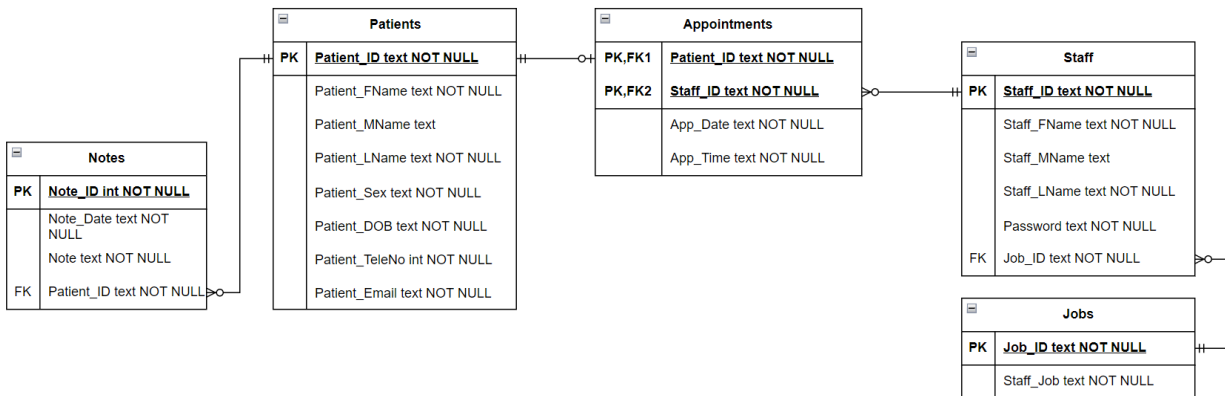 Patients
PK Patient_ID text NOT NULL
Patient_FName text NOT NULL
Patient_MName text
Patient_LName text NOT NULL
Patient_Sex text NOT NULL
Patient_DOB text NOT NULL
Patient_TeleNo int NOT NULL
Patient_Email text NOT NULL
Appointments
PK,FK1 Patient_ID text NOT NULL
PK,FK2 Staff_ID text NOT NULL
App_Date text NOT NULL
App_Time text NOT NULL
Staff
PK Staff_ID text NOT NULL
Staff_FName text NOT NULL
Staff_MName text
Staff_LName text NOT NULL
Password text NOT NULL
FK Job_ID text NOT NULL
Notes
PK Note_ID int NOT NULL
Note_Date text NOT
NULL
Note text NOT NULL
FK Patient_ID text NOT NULL
Jobs
PK Job_ID text NOT NULL
Staff_Job text NOT NULL